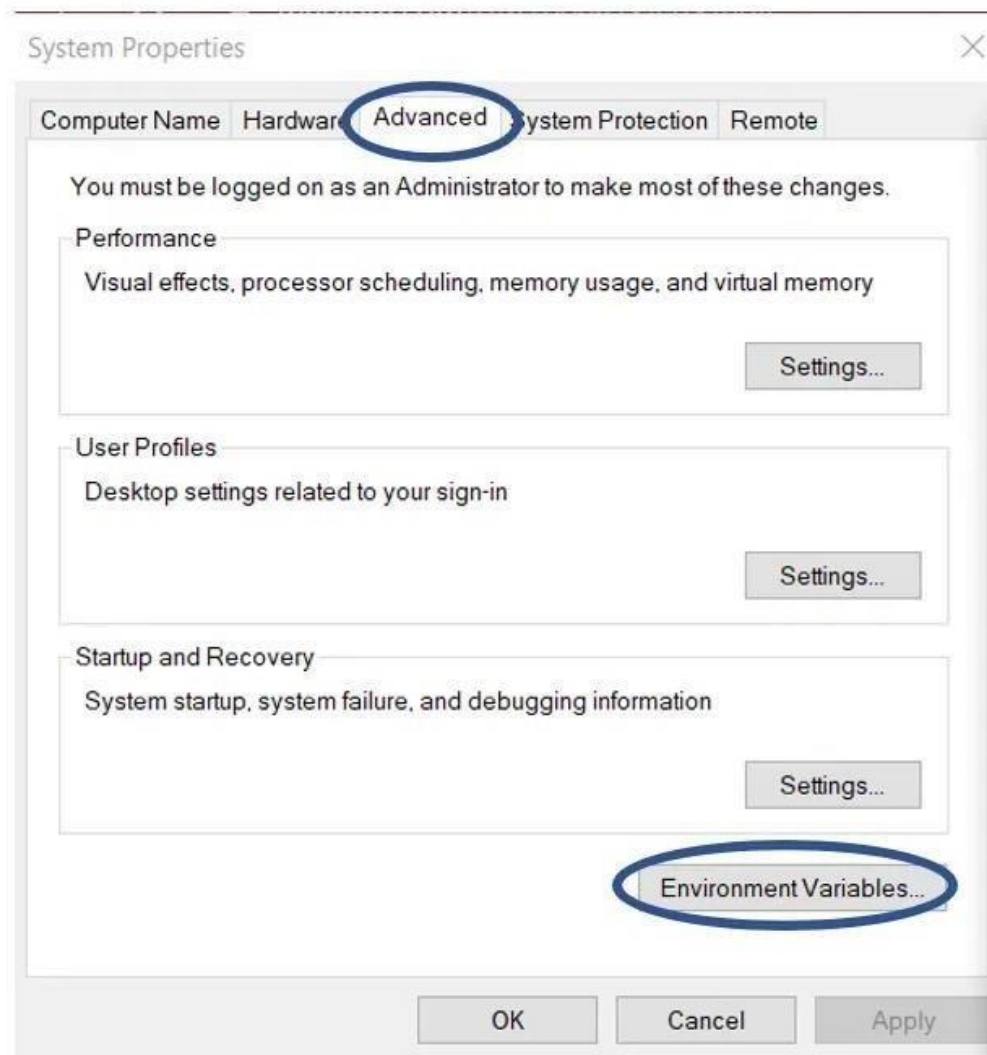 System Properties
Computer Name Hardware Advanced System Protection Remote
You must be logged on as an Administrator to make most of these changes.
Performance
Visual effects, processor scheduling, memory usage, and virtual memory
Settings...
User Profiles
Desktop settings related to your sign-in
Settings...
Startup and Recovery
System startup, system failure, and debugging information
Settings...
Environment Variables...
OK Cancel Apply